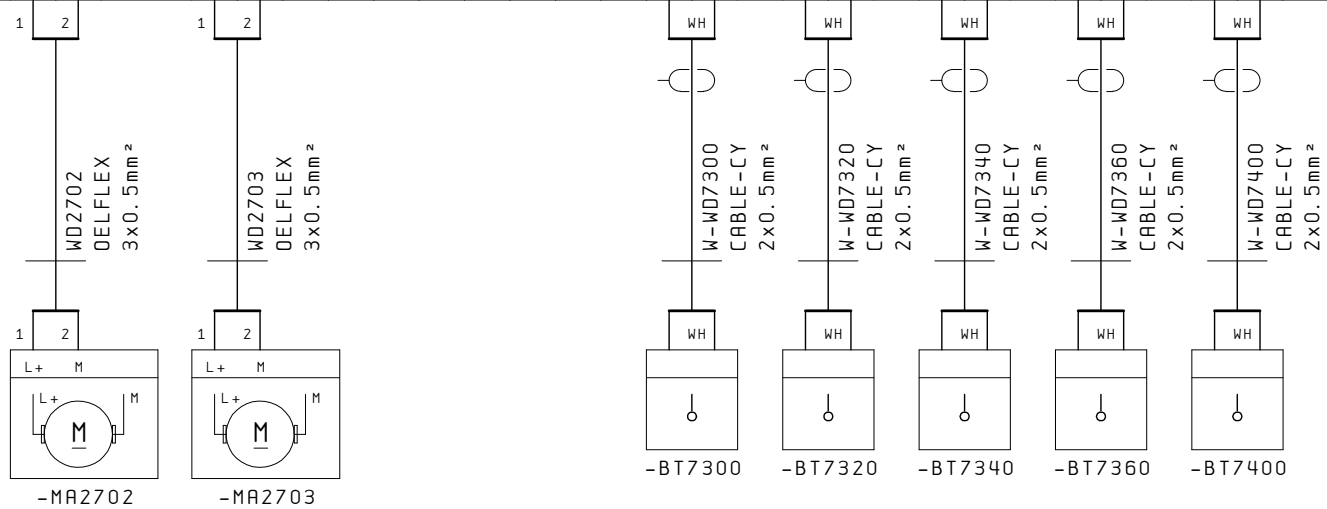 1 2 1 2 WH WH WH WH WH
WD2702
OELFLEX
3x0.5mm²
WD2703
OELFLEX
3x0.5mm²
W-WD7300
CABLE-CY
2x0.5mm²
W-WD7320
CABLE-CY
2x0.5mm²
W-WD7340
CABLE-CY
2x0.5mm²
W-WD7360
CABLE-CY
2x0.5mm²
W-WD7400
CABLE-CY
2x0.5mm²
1 2 1 2 WH WH WH WH WH
L+ M L+ M
L+ M L+ M
M M
-BT7300 -BT7320 -BT7340 -BT7360 -BT7400
-MA2702 -MA2703